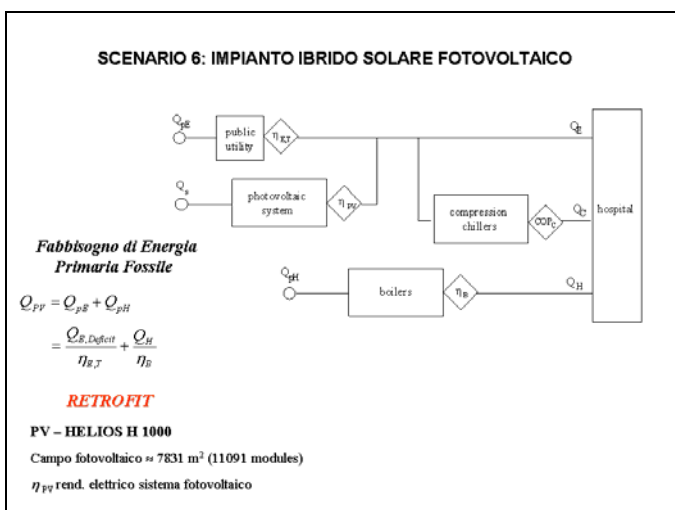 SCENARIO 6: IMPIANTO IBRIDO SOLARE FOTOVOLTAICO
Q_pE
public
utility
η_E,T
Q_E
Q_s
photovoltaic
system
η_PV
compression
chillers
COP_C
Q_C
hospital
Fabbisogno di Energia
Primaria Fossile
Q_pH
boilers
η_B
Q_H
Q_PV = Q_pE + Q_pH
= Q_E,Deficit / η_E,T + Q_H / η_B
RETROFIT
PV – HELIOS H 1000
Campo fotovoltaico ≈ 7831 m² (11091 modules)
η_PV rend. elettrico sistema fotovoltaico